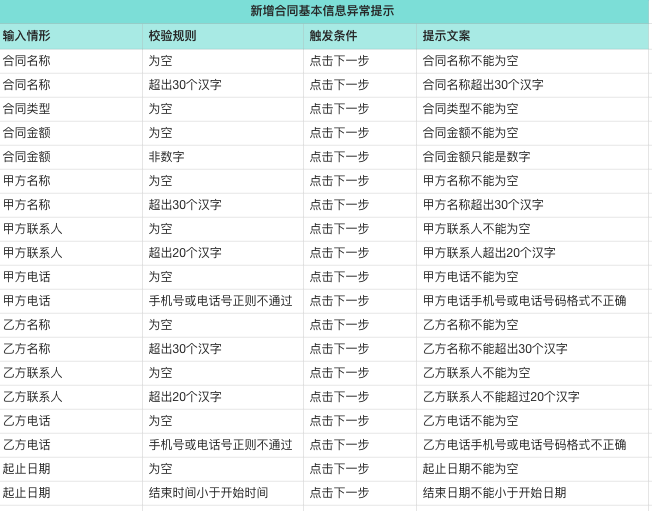 新增合同基本信息异常提示
输入情形 校验规则 触发条件 提示文案
合同名称 为空 点击下一步 合同名称不能为空
合同名称 超出30个汉字 点击下一步 合同名称超出30个汉字
合同类型 为空 点击下一步 合同类型不能为空
合同金额 为空 点击下一步 合同金额不能为空
合同金额 非数字 点击下一步 合同金额只能是数字
甲方名称 为空 点击下一步 甲方名称不能为空
甲方名称 超出30个汉字 点击下一步 甲方名称超出30个汉字
甲方联系人 为空 点击下一步 甲方联系人不能为空
甲方联系人 超出20个汉字 点击下一步 甲方联系人超出20个汉字
甲方电话 为空 点击下一步 甲方电话不能为空
甲方电话 手机号或电话号正则不通过 点击下一步 甲方电话手机号或电话号码格式不正确
乙方名称 为空 点击下一步 乙方名称不能为空
乙方名称 超出30个汉字 点击下一步 乙方名称不能超出30个汉字
乙方联系人 为空 点击下一步 乙方联系人不能为空
乙方联系人 超出20个汉字 点击下一步 乙方联系人不能超过20个汉字
乙方电话 为空 点击下一步 乙方电话不能为空
乙方电话 手机号或电话号正则不通过 点击下一步 乙方电话手机号或电话号码格式不正确
起止日期 为空 点击下一步 起止日期不能为空
起止日期 结束时间小于开始时间 点击下一步 结束日期不能小于开始日期